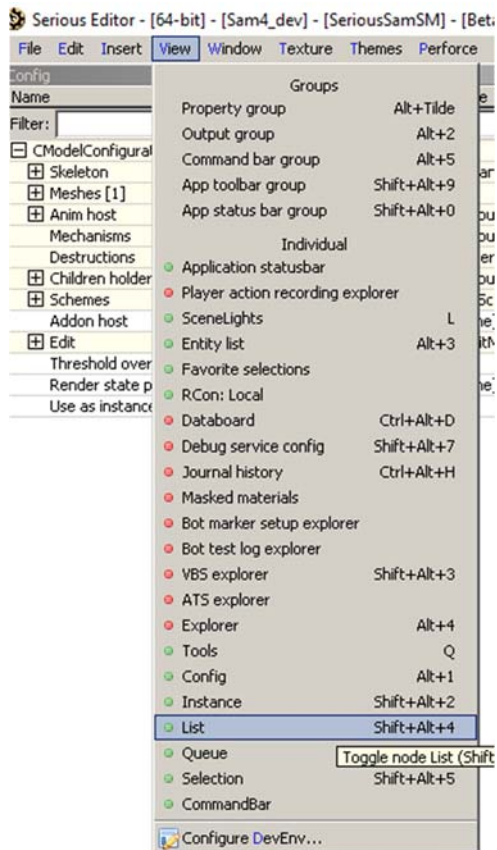 Serious Editor - [64-bit] - [Sam4_dev] - [SeriousSamSM] - [Beta
File Edit Insert View Window Texture Themes Perforce
Config
Name
Filter:
CModelConfigurat
Skeleton
Meshes [1]
Anim host
Mechanisms
Destructions
Children holder
Schemes
Addon host
Edit
Threshold over
Render state p
Use as instance
Groups
Property group Alt+Tilde
Output group Alt+2
Command bar group Alt+5
App toolbar group Shift+Alt+9
App status bar group Shift+Alt+0
Individual
Application statusbar
Player action recording explorer
SceneLights L
Entity list Alt+3
Favorite selections
RCon: Local
Databoard Ctrl+Alt+D
Debug service config Shift+Alt+7
Journal history Ctrl+Alt+H
Masked materials
Bot marker setup explorer
Bot test log explorer
VBS explorer Shift+Alt+3
ATS explorer
Explorer Alt+4
Tools Q
Config Alt+1
Instance Shift+Alt+2
List Shift+Alt+4
Queue
Toggle node List (Shift
Selection Shift+Alt+5
CommandBar
Configure DevEnv...